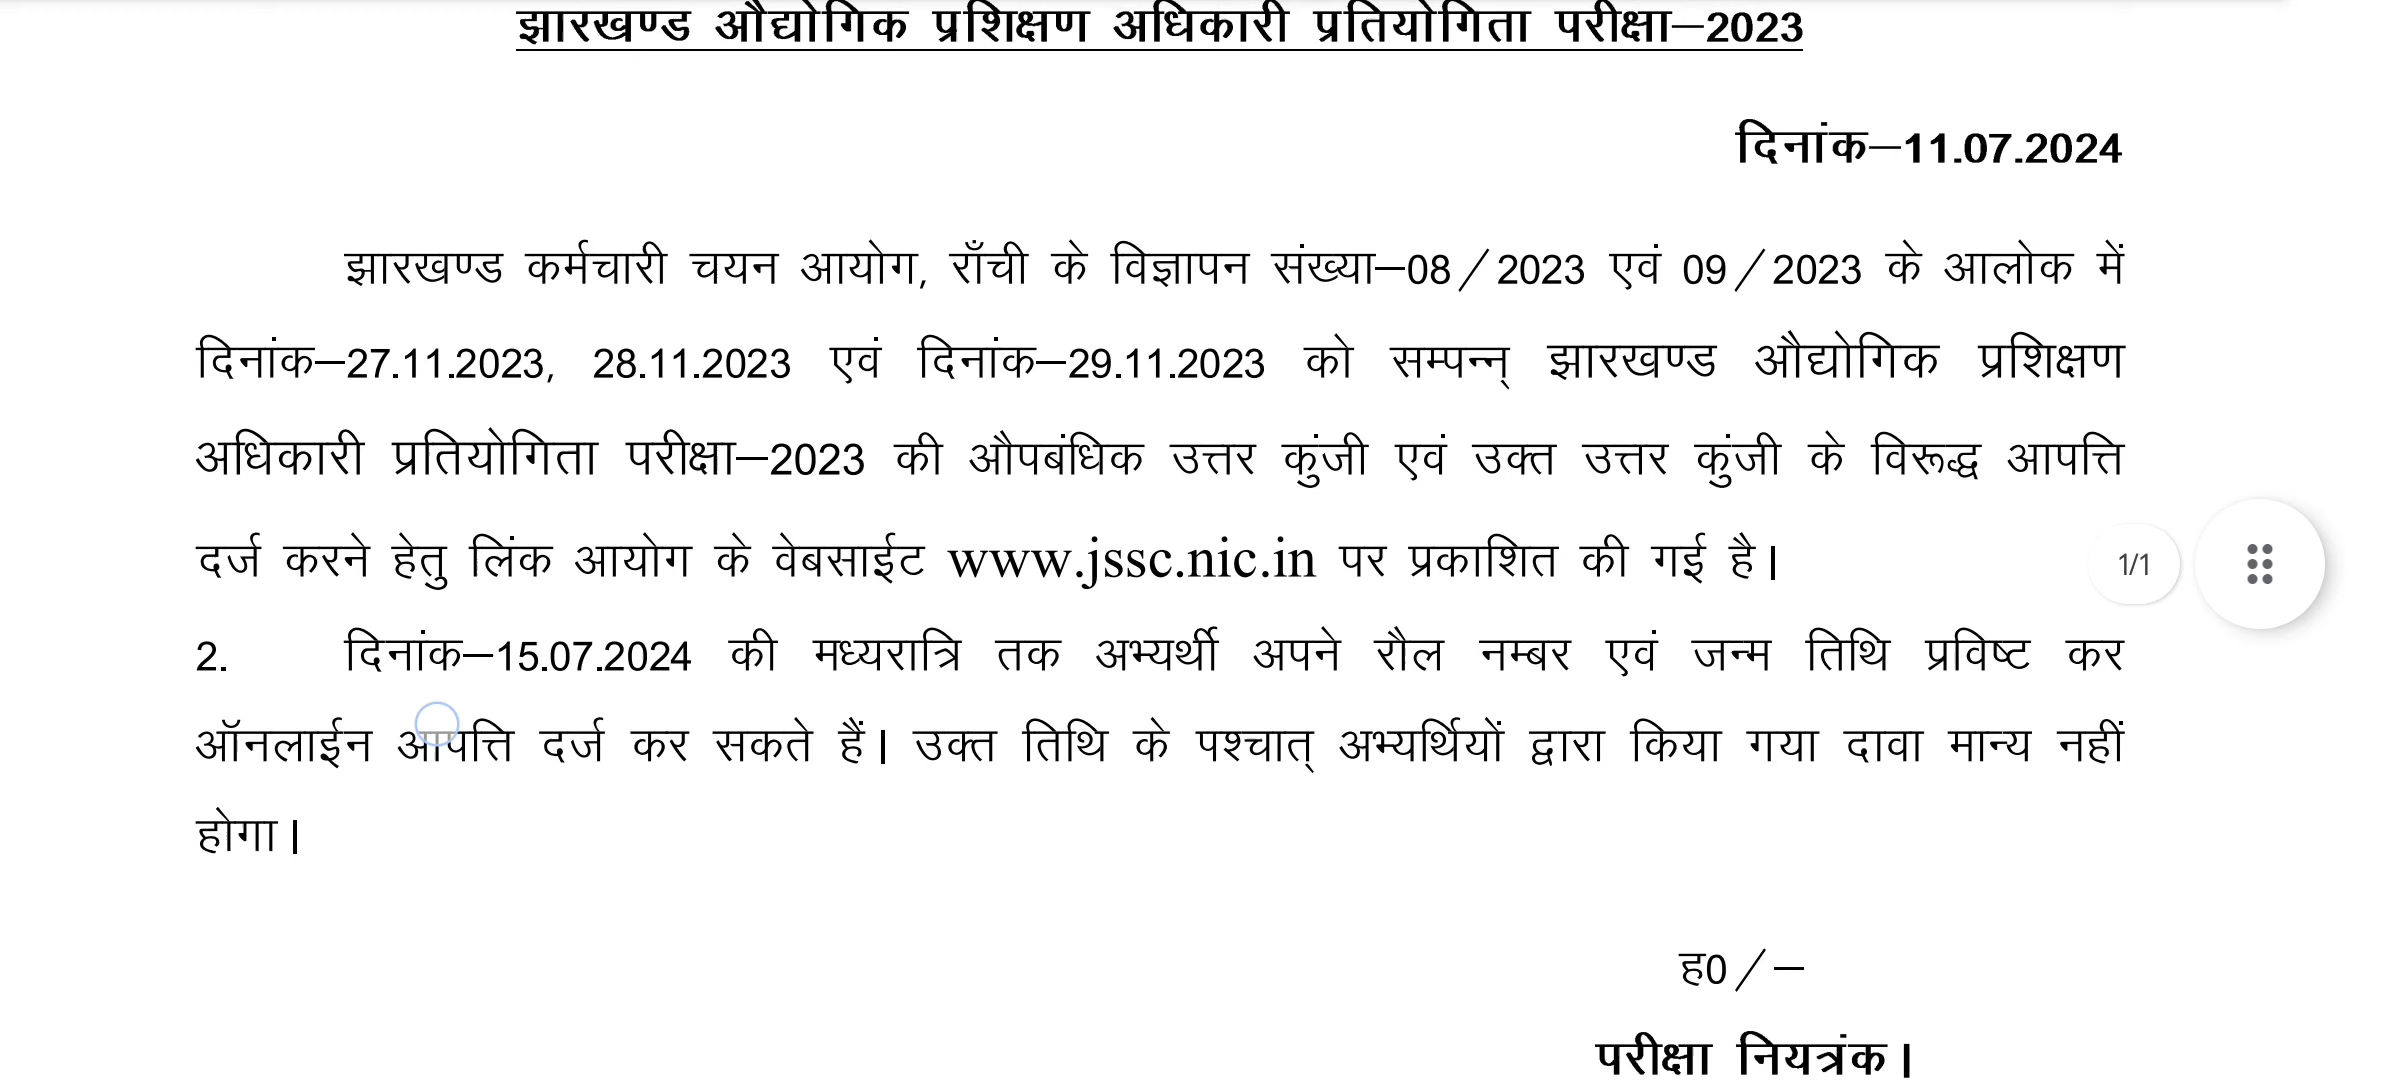 झारखण्ड औद्योगिक प्रशिक्षण अधिकारी प्रतियोगिता परीक्षा–2023
दिनांक–11.07.2024
झारखण्ड कर्मचारी चयन आयोग, राँची के विज्ञापन संख्या–08/2023 एवं 09/2023 के आलोक में
दिनांक–27.11.2023, 28.11.2023 एवं दिनांक–29.11.2023 को सम्पन्न् झारखण्ड औद्योगिक प्रशिक्षण
अधिकारी प्रतियोगिता परीक्षा–2023 की औपबंधिक उत्तर कुंजी एवं उक्त उत्तर कुंजी के विरूद्ध आपत्ति
दर्ज करने हेतु लिंक आयोग के वेबसाईट www.jssc.nic.in पर प्रकाशित की गई है।
1/1
2. दिनांक–15.07.2024 की मध्यरात्रि तक अभ्यर्थी अपने रौल नम्बर एवं जन्म तिथि प्रविष्ट कर
ऑनलाईन आपत्ति दर्ज कर सकते हैं। उक्त तिथि के पश्चात् अभ्यर्थियों द्वारा किया गया दावा मान्य नहीं
होगा।
ह0/–
परीक्षा नियत्रंक।